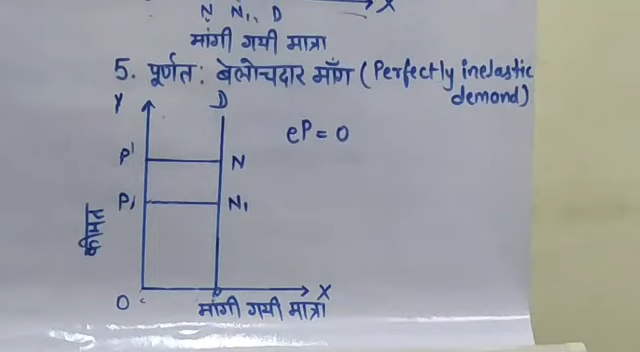 N N₁, D X
मांगी गयी मात्रा
5. पूर्णत: बेलोचदार माँग (Perfectly inelastic
demond)
Y D
eP = 0
P' N
P₁ N₁
कीमत
O X
मांगी गयी मात्रा